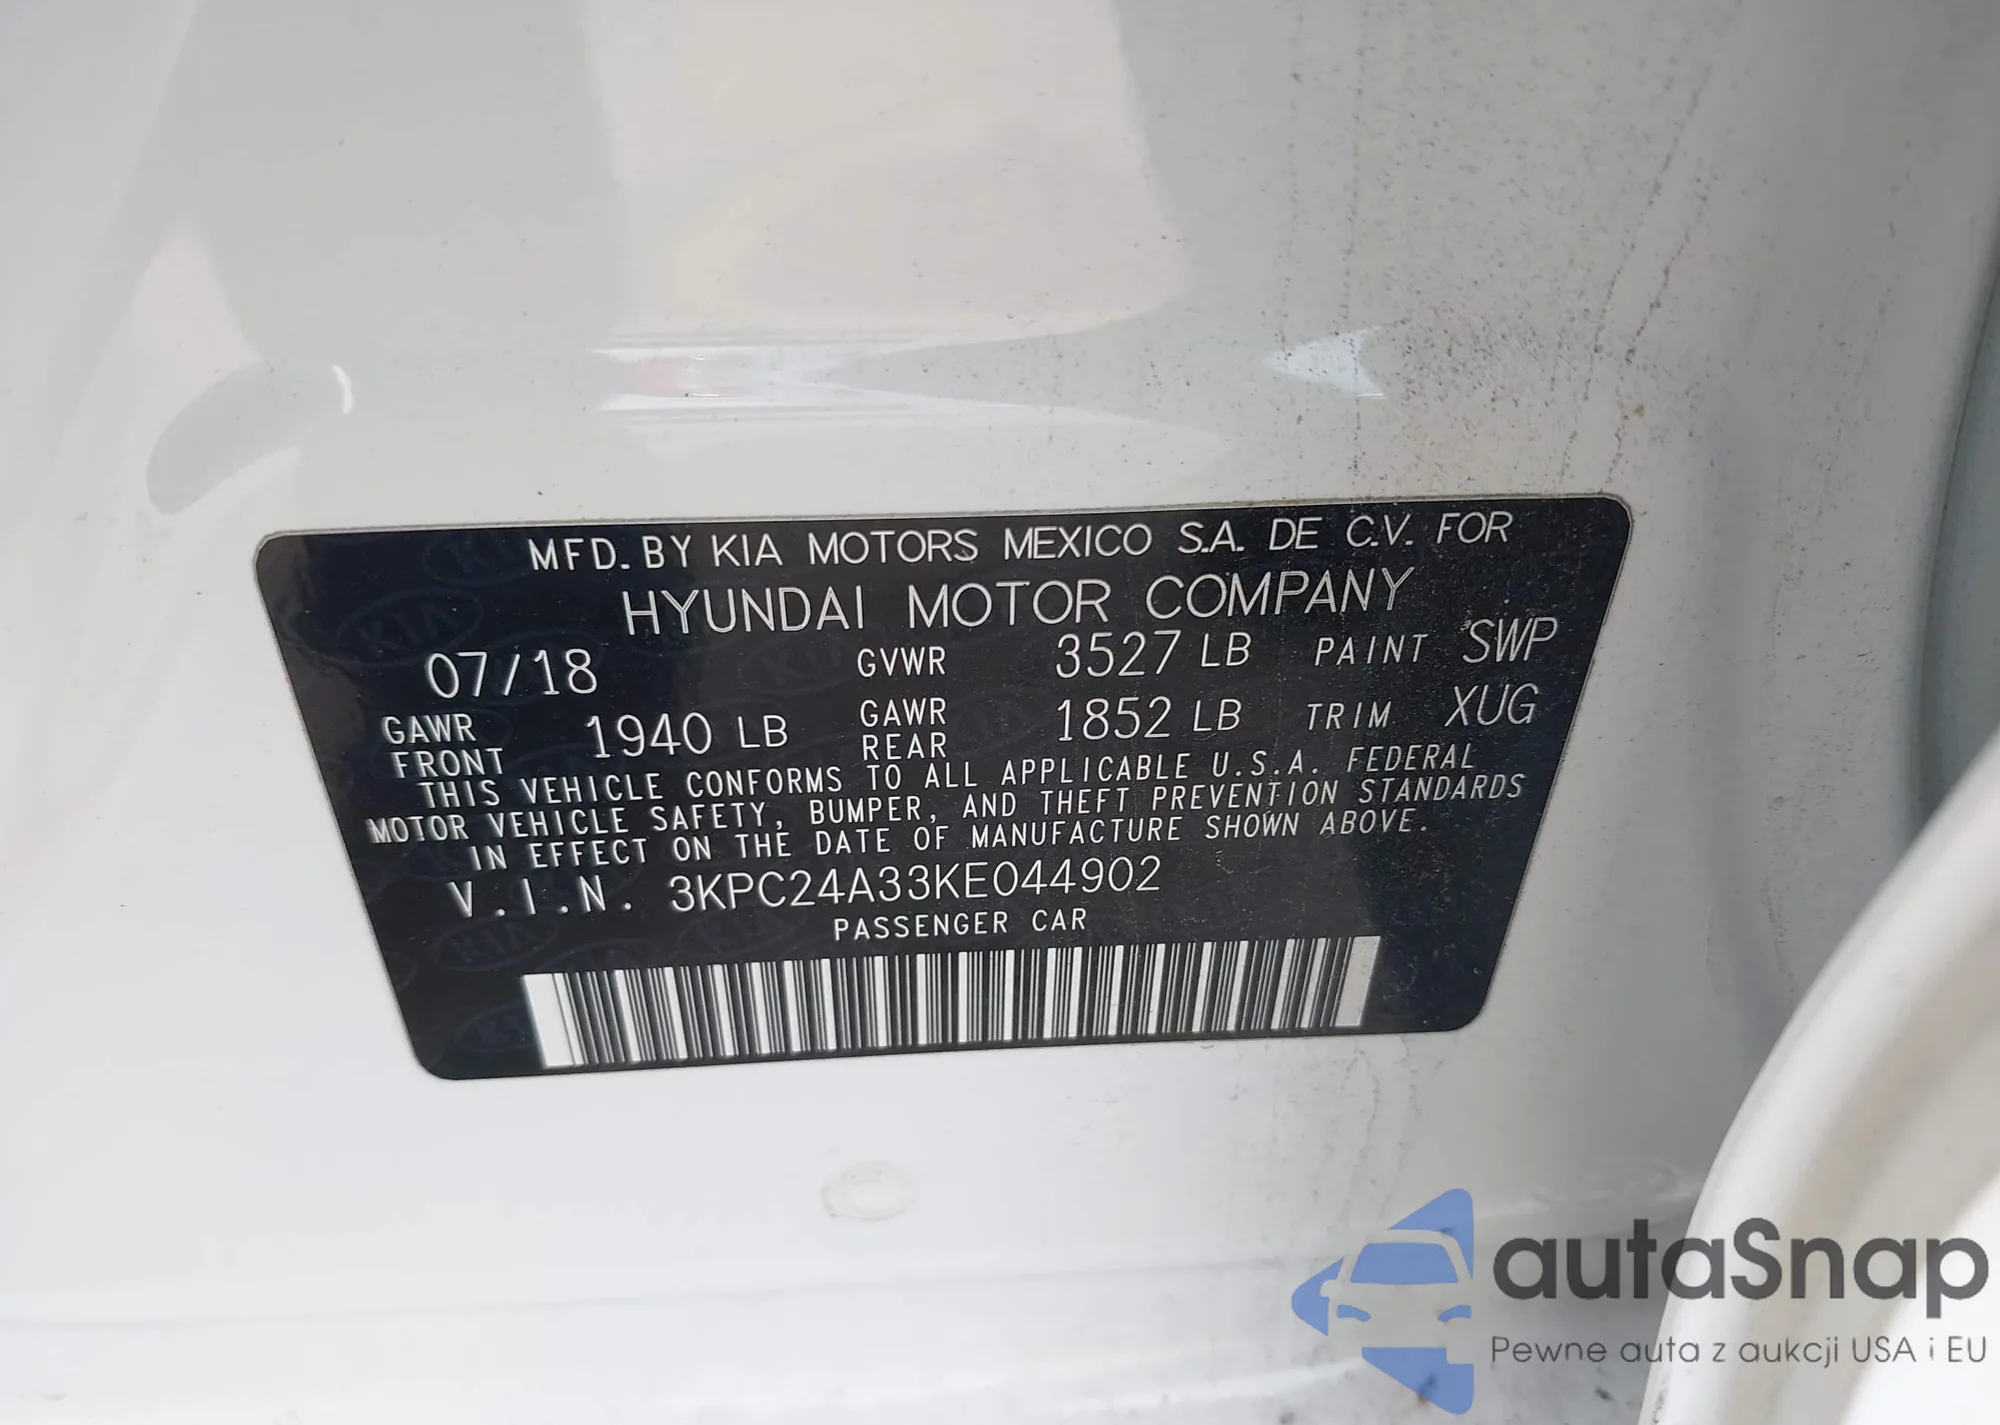 MFD. BY KIA MOTORS MEXICO S.A. DE C.V. FOR
HYUNDAI MOTOR COMPANY
07/18 GVWR 3527 LB PAINT SWP
GAWR FRONT 1940 LB GAWR REAR 1852 LB TRIM XUG
THIS VEHICLE CONFORMS TO ALL APPLICABLE U.S.A. FEDERAL
MOTOR VEHICLE SAFETY, BUMPER, AND THEFT PREVENTION STANDARDS
IN EFFECT ON THE DATE OF MANUFACTURE SHOWN ABOVE.
V.I.N. 3KPC24A33KE044902
PASSENGER CAR
autaSnap
Pewne auta z aukcji USA i EU